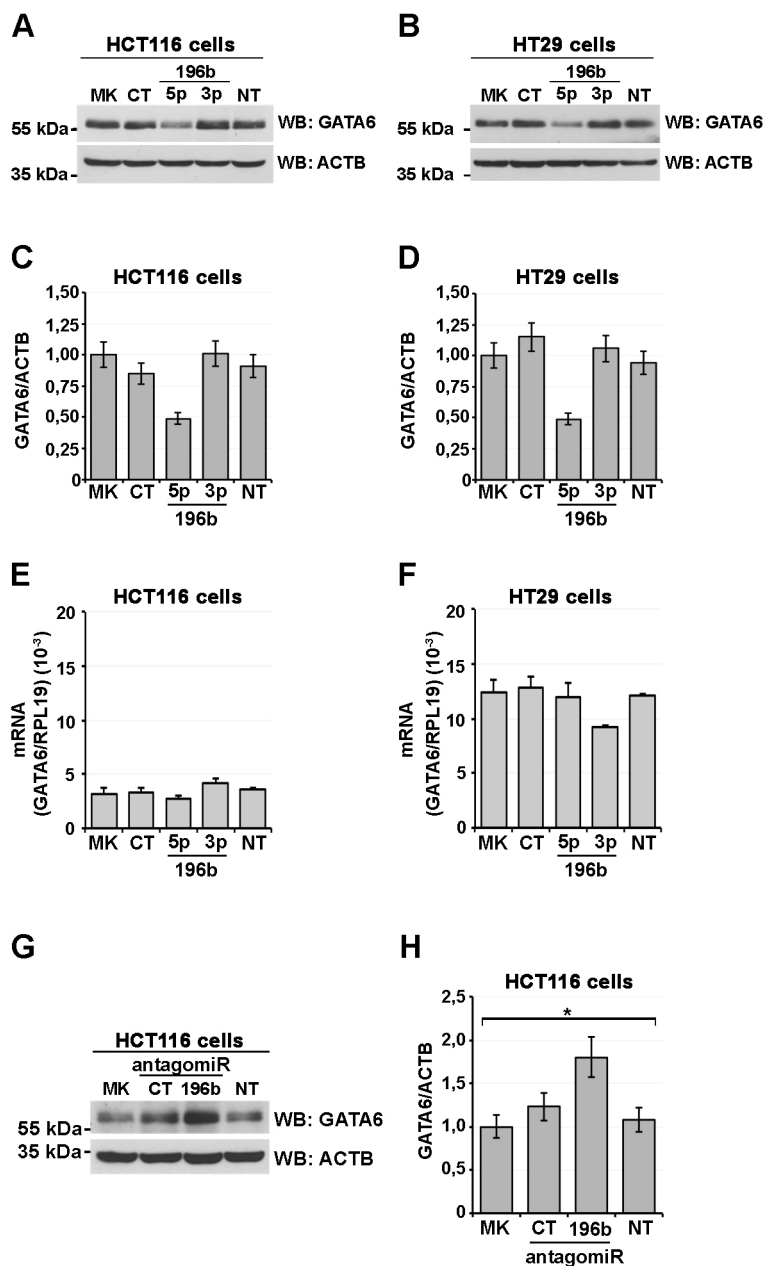 A
HCT116 cells
196b
MK CT 5p 3p NT
55 kDa
WB: GATA6
35 kDa
WB: ACTB
B
HT29 cells
196b
MK CT 5p 3p NT
55 kDa
WB: GATA6
35 kDa
WB: ACTB
C
HCT116 cells
GATA6/ACTB
1,50
1,25
1,00
0,75
0,50
0,25
0
MK CT 5p 3p NT
196b
D
HT29 cells
GATA6/ACTB
1,50
1,25
1,00
0,75
0,50
0,25
0
MK CT 5p 3p NT
196b
E
HCT116 cells
mRNA
(GATA6/RPL19) (10⁻³)
20
15
10
5
0
MK CT 5p 3p NT
196b
F
HT29 cells
mRNA
(GATA6/RPL19) (10⁻³)
20
15
10
5
0
MK CT 5p 3p NT
196b
G
HCT116 cells
antagomiR
MK CT 196b NT
55 kDa
WB: GATA6
35 kDa
WB: ACTB
H
HCT116 cells
GATA6/ACTB
2,5
2,0
1,5
1,0
0,5
0
*
MK CT 196b NT
antagomiR